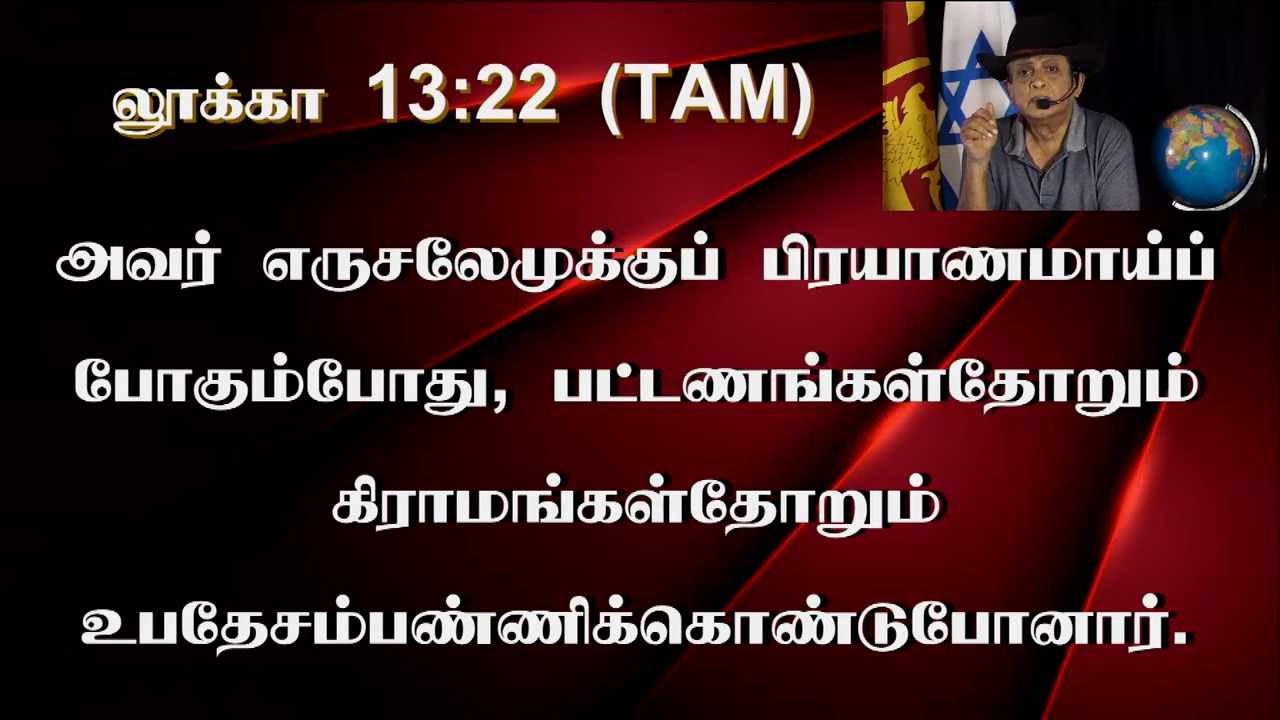 லூக்கா 13:22 (TAM)
அவர் எருசலேமுக்குப் பிரயாணமாய்ப்
போகும்போது, பட்டணங்கள்தோறும்
கிராமங்கள்தோறும்
உபதேசம்பண்ணிக்கொண்டுபோனார்.